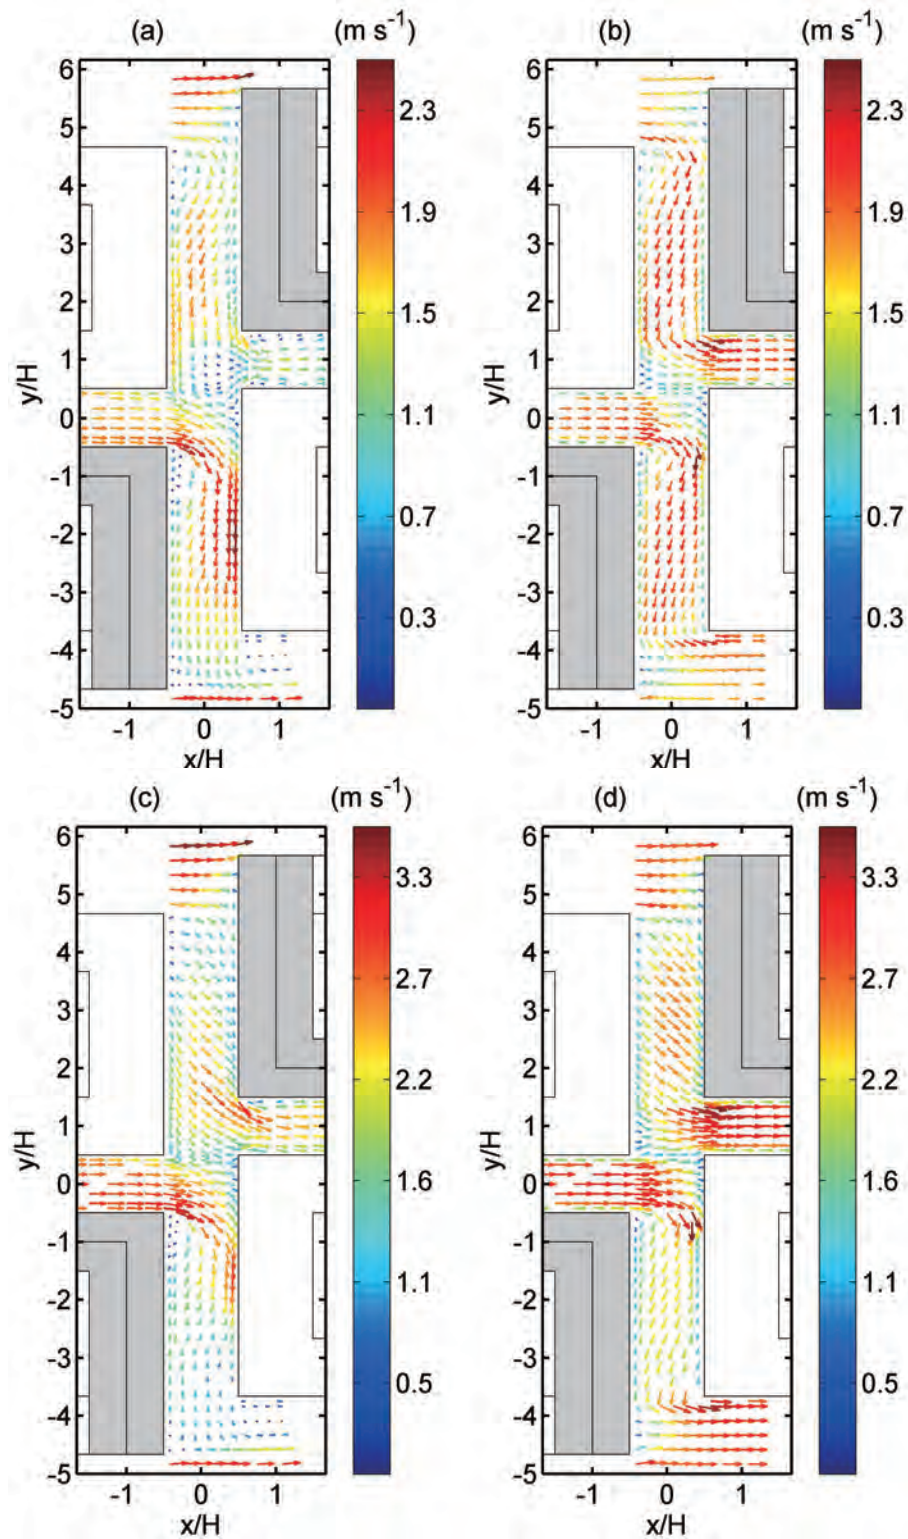 (a) (m s⁻¹) (b) (m s⁻¹)
6 2.3 6 2.3
5 5
4 1.9 4 1.9
3 3
2 1.5 2 1.5
1 1
y/H 0 1.1 y/H 0 1.1
-1 -1
-2 0.7 -2 0.7
-3 -3
0.3 0.3
-4 -4
-5 -5
-1 0 1 -1 0 1
x/H x/H
(c) (m s⁻¹) (d) (m s⁻¹)
6 3.3 6 3.3
5 5
4 2.7 4 2.7
3 3
2 2.2 2 2.2
1 1
y/H 0 1.6 y/H 0 1.6
-1 1.1 -1 1.1
-2 -2
-3 0.5 -3 0.5
-4 -4
-5 -5
-1 0 1 -1 0 1
x/H x/H